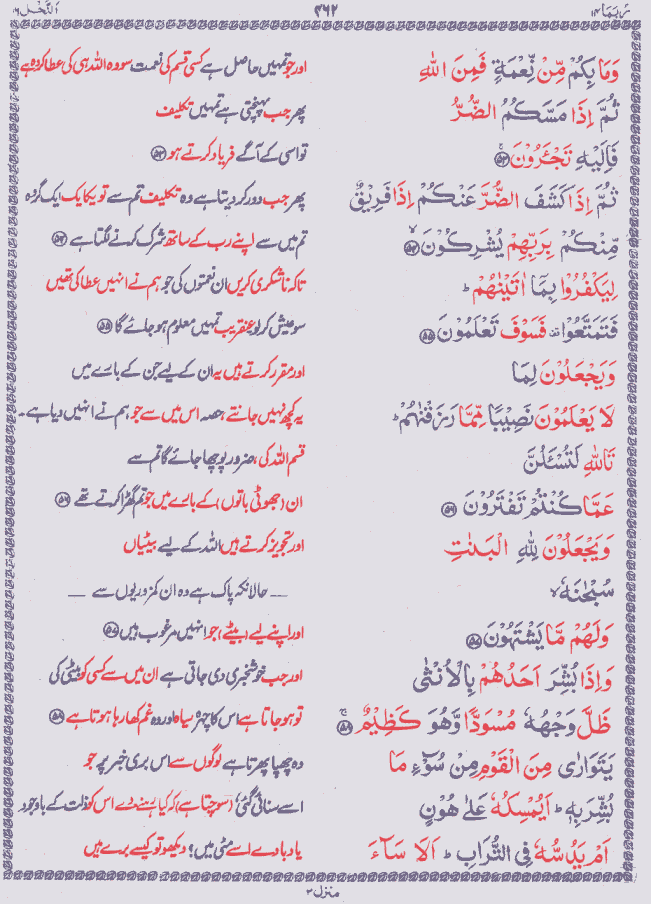 رُبَمَا ۱۴ ۳۶۲ اَلنَّحْل ۱۶
وَمَا بِكُمْ مِّنْ نِّعْمَةٍ فَمِنَ اللّٰهِ اور جو تمہیں حاصل ہے کسی قسم کی نعمت سو وہ اللہ ہی کی عطا کردہ ہے
ثُمَّ اِذَا مَسَّكُمُ الضُّرُّ پھر جب پہنچتی ہے تمہیں تکلیف
فَاِلَيْهِ تَجْـَٔرُوْنَ ۵۳ تو اسی کے آگے فریاد کرتے ہو ۵۳
ثُمَّ اِذَا كَشَفَ الضُّرَّ عَنْكُمْ اِذَا فَرِيْقٌ پھر جب دور کر دیتا ہے وہ تکلیف تم سے تو یکایک ایک گروہ
مِّنْكُمْ بِرَبِّهِمْ يُشْرِكُوْنَ ۵۴ تم میں سے اپنے رب کے ساتھ شرک کرنے لگتا ہے ۵۴
لِيَكْفُرُوْا بِمَاۤ اٰتَيْنٰهُمْ ؕ تاکہ ناشکری کریں ان نعمتوں کی جو ہم نے انہیں عطا کی تھیں
فَتَمَتَّعُوْا فَسَوْفَ تَعْلَمُوْنَ ۵۵ سو عیش کر لو عنقریب تمہیں معلوم ہو جائے گا ۵۵
وَيَجْعَلُوْنَ لِمَا اور مقرر کرتے ہیں یہ ان کے لیے جن کے بارے میں
لَا يَعْلَمُوْنَ نَصِيْبًا مِّمَّا رَزَقْنٰهُمْ ؕ یہ کچھ نہیں جانتے، حصہ اس میں سے جو ہم نے انہیں دیا ہے۔
تَاللّٰهِ لَتُسْـَٔلُنَّ قسم اللہ کی، ضرور پوچھا جائے گا تم سے
عَمَّا كُنْتُمْ تَفْتَرُوْنَ ۵۶ ان (جھوٹی باتوں) کے بارے میں جو تم گھڑا کرتے تھے ۵۶
وَيَجْعَلُوْنَ لِلّٰهِ الْبَنٰتِ اور تجویز کرتے ہیں اللہ کے لیے بیٹیاں
سُبْحٰنَهٗ ۙ — حالانکہ پاک ہے وہ ان کمزوریوں سے —
وَلَهُمْ مَّا يَشْتَهُوْنَ ۵۷ اور اپنے لیے (بیٹے) جو انہیں مرغوب ہیں ۵۷
وَاِذَا بُشِّرَ اَحَدُهُمْ بِالْاُنْثٰى اور جب خوشخبری دی جاتی ہے ان میں سے کسی کو بیٹی کی
ظَلَّ وَجْهُهٗ مُسْوَدًّا وَّهُوَ كَظِيْمٌ ۵۸ تو ہو جاتا ہے اس کا چہرہ سیاہ اور وہ غم کھا رہا ہوتا ہے ۵۸
يَتَوَارٰى مِنَ الْقَوْمِ مِنْ سُوْٓءِ مَا وہ چھپا پھرتا ہے لوگوں سے اس بری خبر پر جو
بُشِّرَ بِهٖ ؕ اَيُمْسِكُهٗ عَلٰى هُوْنٍ اسے سنائی گئی، (سوچتا ہے) کہ کیا رہنے دے اس کو ذلت کے باوجود
اَمْ يَدُسُّهٗ فِى التُّرَابِ ؕ اَلَا سَآءَ یا دبا دے اسے مٹی میں؟ دیکھو تو کیسے برے ہیں
منزل ۳